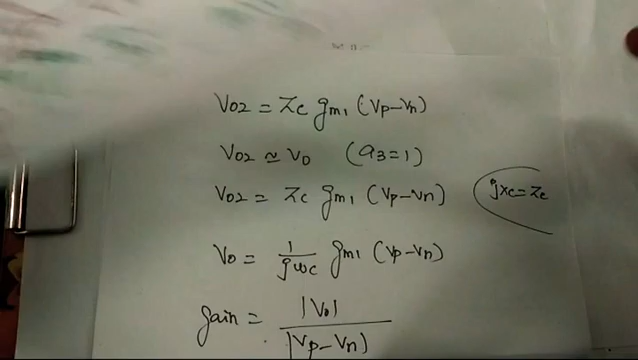 Vo2 = Zc gm1 (Vp-Vn)
Vo2 ≃ Vo (a3=1)
Vo2 = Zc gm1 (Vp-Vn)
jxc = Zc
Vo = 1/jωc gm1 (Vp-Vn)
gain = |Vo| / |Vp-Vn|